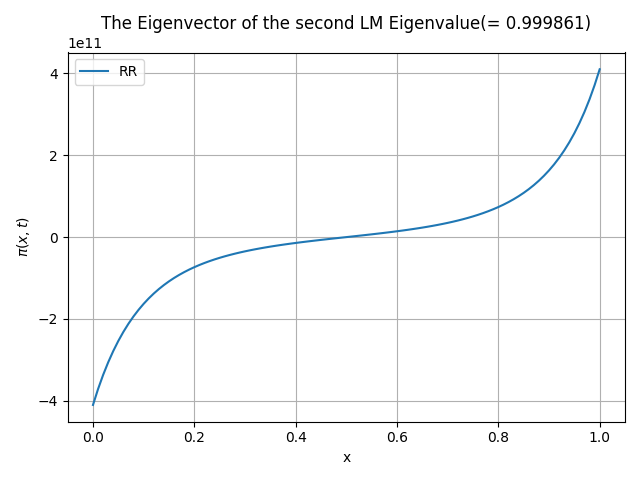 The Eigenvector of the second LM Eigenvalue(= 0.999861)
1e11
RR
4
2
0
−2
−4
π(x, t)
0.0 0.2 0.4 0.6 0.8 1.0
x